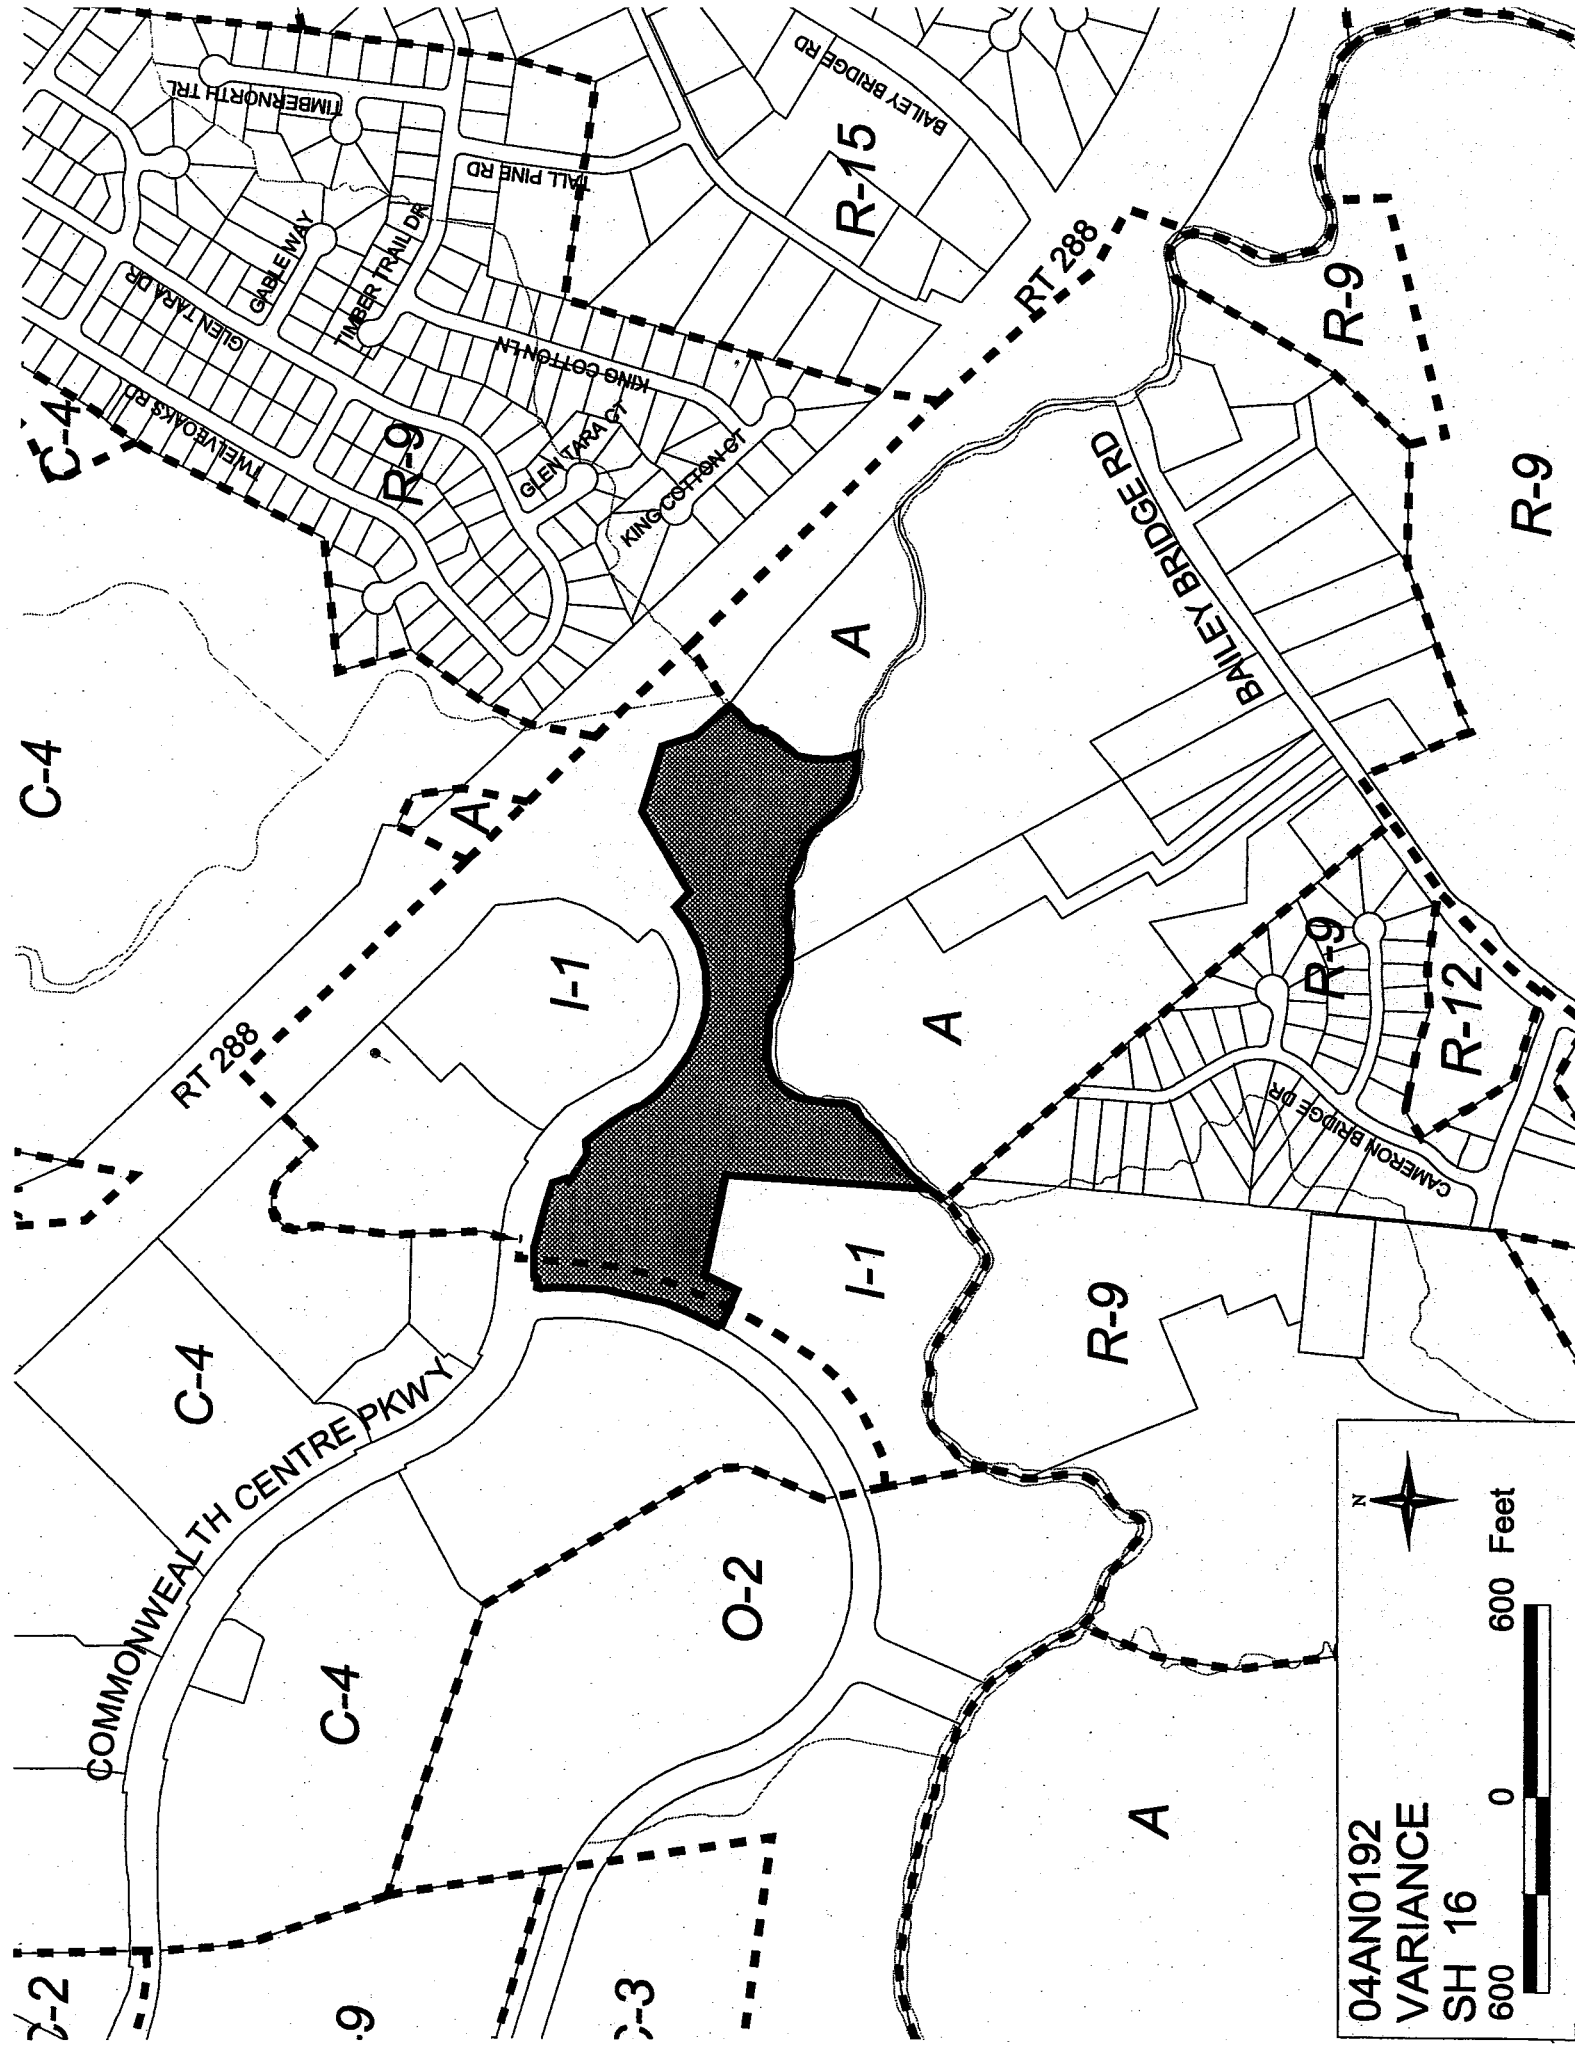 C-4
C-4
TIMBERNORTH TRL
GABLE WAY
TIMBER TRAIL DR
TALL PINE RD
GLEN TARA DR
TWELVEOAKS RD
R-9
KING COTTON LN
GLEN TARA CT
KING COTTON CT
BAILEY BRIDGE RD
R-15
RT 288
R-9
R-9
BAILEY BRIDGE RD
A
A
RT 288
I-1
A
R-9
R-12
CAMERON BRIDGE DR
I-1
R-9
C-4
COMMONWEALTH CENTRE PKWY
C-4
O-2
A
-2
.9
-3
04AN0192
VARIANCE
SH 16
N
600 0 600 Feet